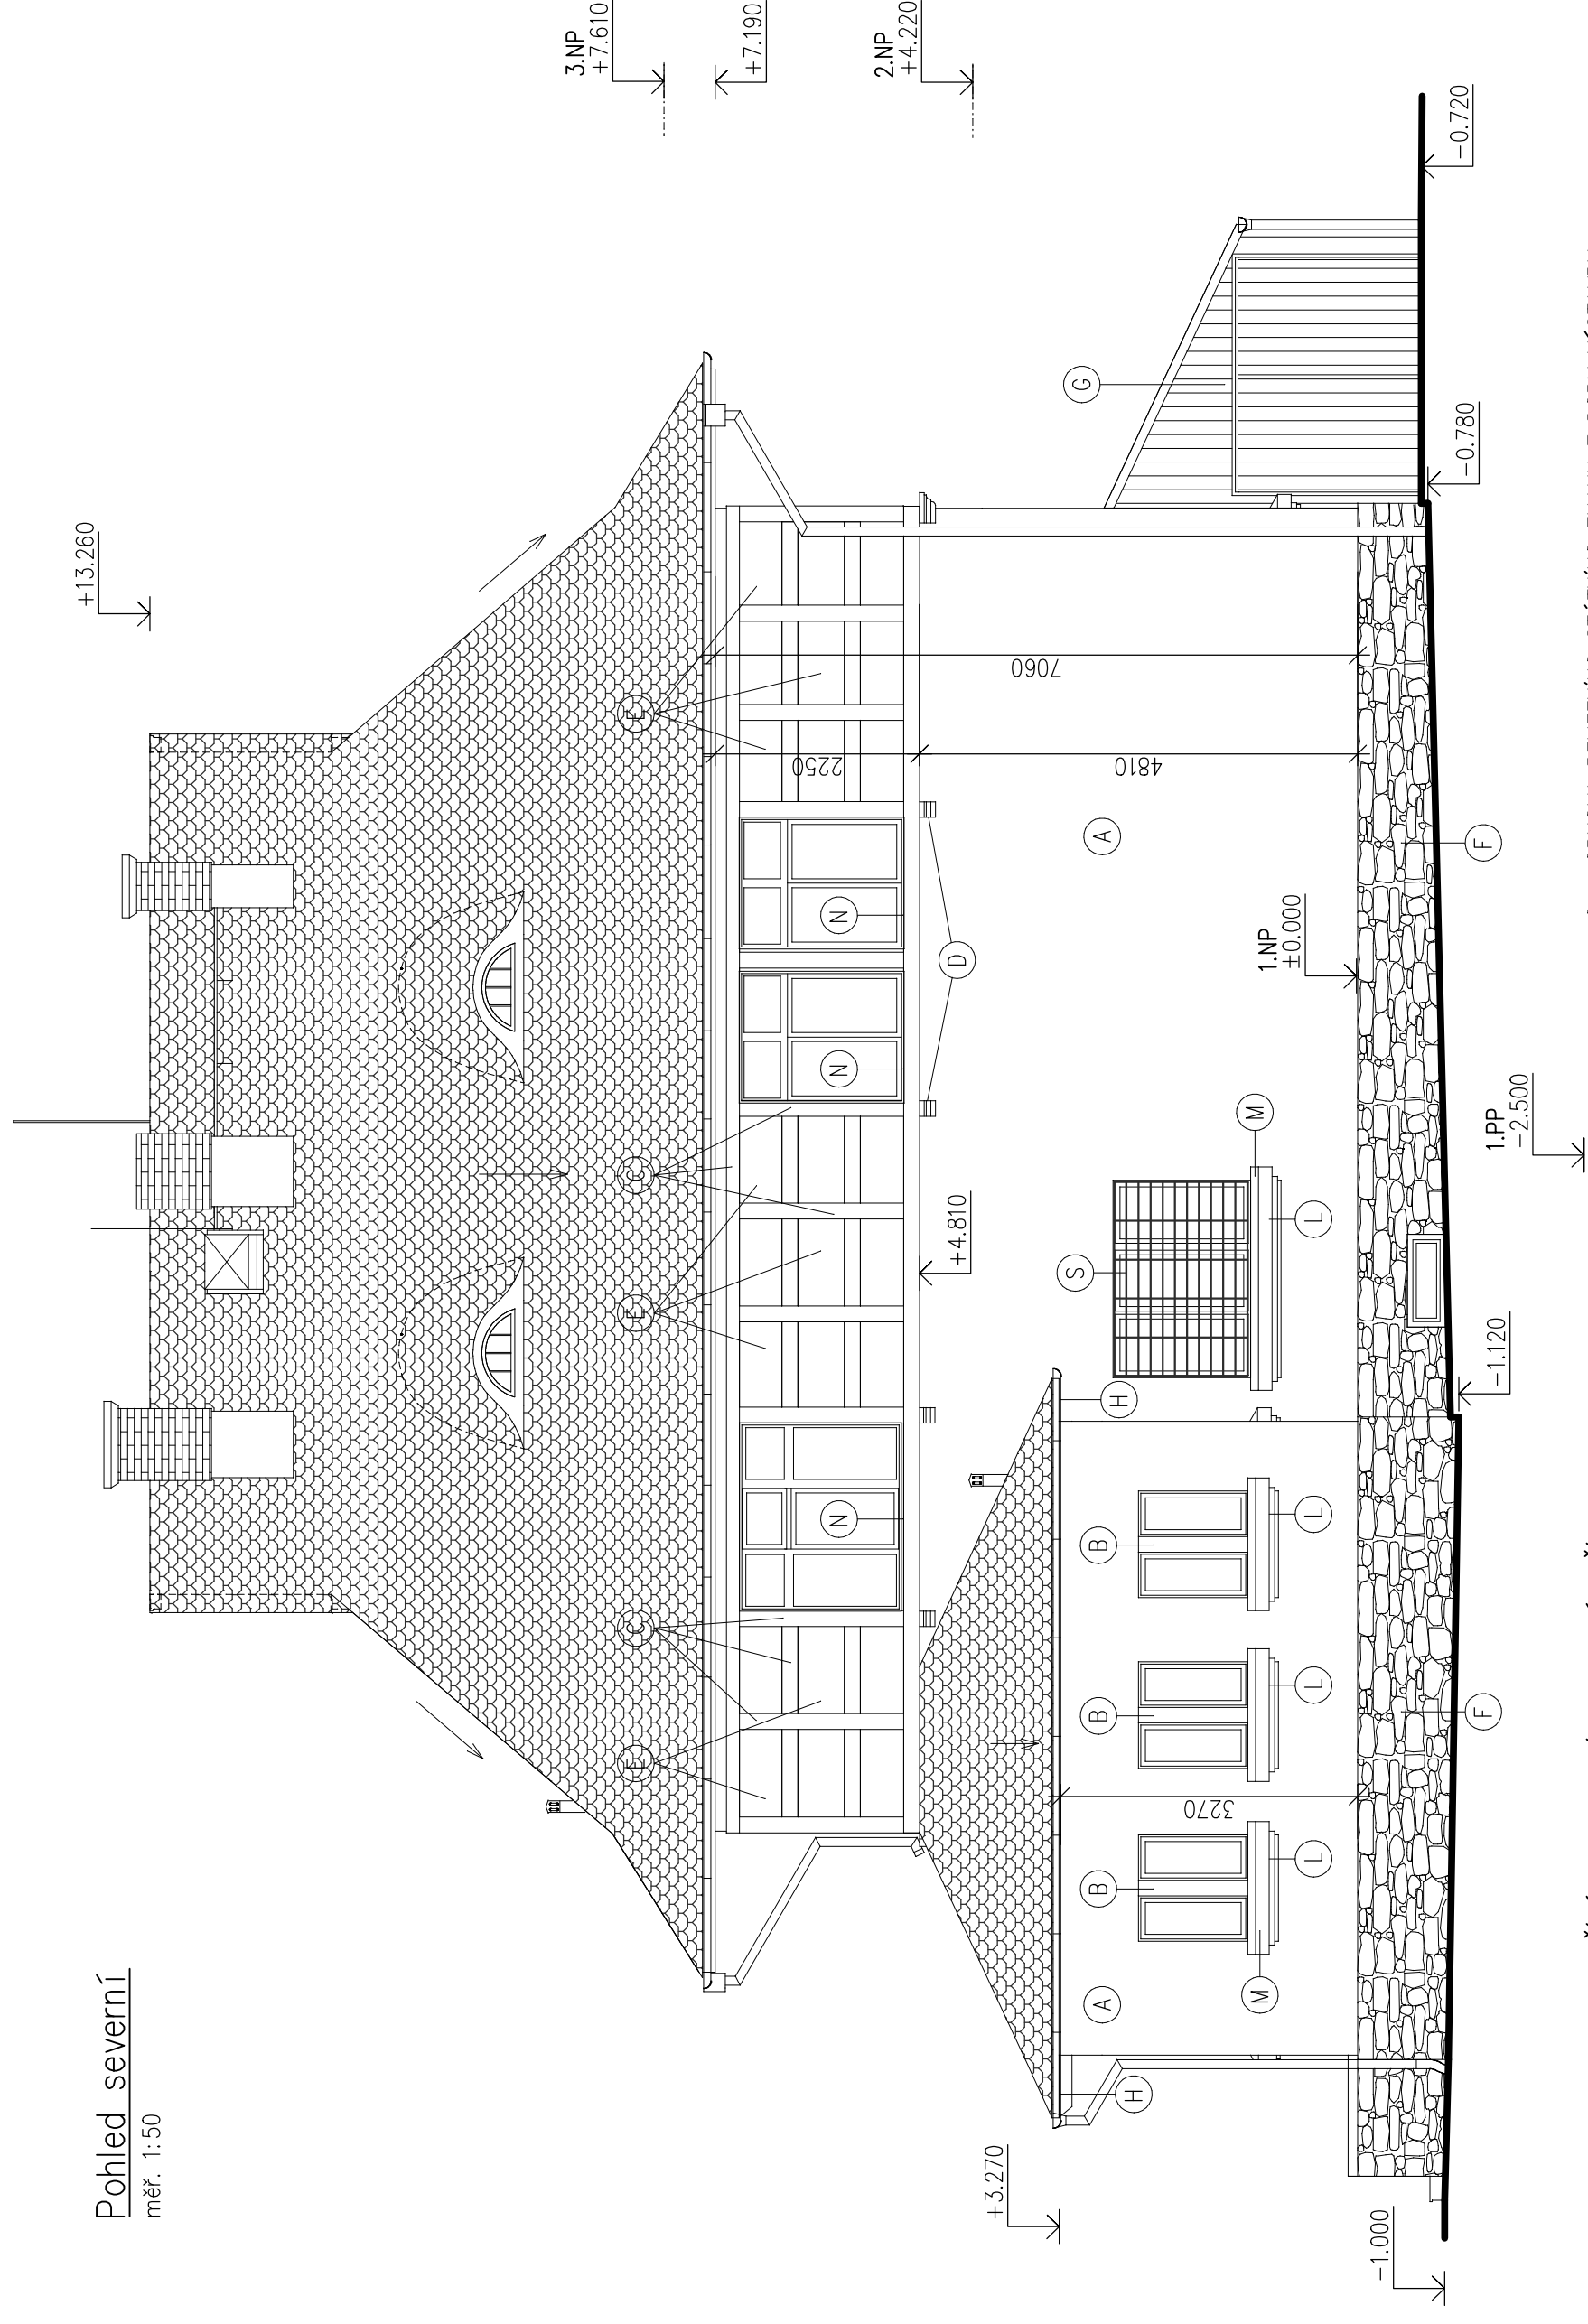 Pohled severní
měř. 1:50
+13.260
3.NP
+7.610
+7.190
2.NP
+4.220
E
C
E
C
E
N
N
N
2250
7060
4810
D
+4.810
G
A
S
H
B
B
B
M
L
L
L
L
3270
A
M
H
+3.270
1.NP
±0.000
F
F
-0.720
-0.780
-1.120
-1.000
1.PP
-2.500